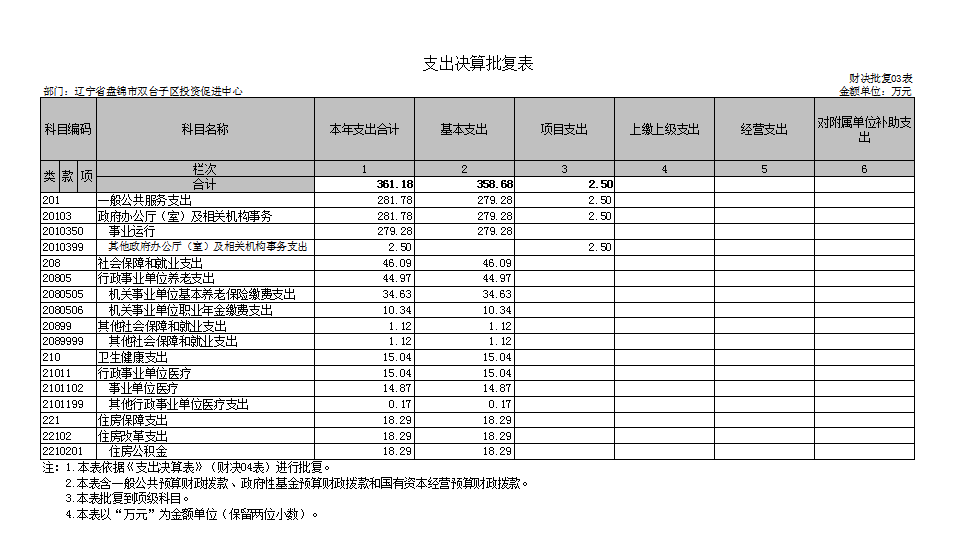 支出决算批复表
财决批复03表
部门：辽宁省盘锦市双台子区投资促进中心 金额单位：万元
科目编码 科目名称 本年支出合计 基本支出 项目支出 上缴上级支出 经营支出 对附属单位补助支出
类 款 项 栏次 1 2 3 4 5 6
合计 361.18 358.68 2.50
201 一般公共服务支出 281.78 279.28 2.50
20103 政府办公厅（室）及相关机构事务 281.78 279.28 2.50
2010350 事业运行 279.28 279.28
2010399 其他政府办公厅（室）及相关机构事务支出 2.50 2.50
208 社会保障和就业支出 46.09 46.09
20805 行政事业单位养老支出 44.97 44.97
2080505 机关事业单位基本养老保险缴费支出 34.63 34.63
2080506 机关事业单位职业年金缴费支出 10.34 10.34
20899 其他社会保障和就业支出 1.12 1.12
2089999 其他社会保障和就业支出 1.12 1.12
210 卫生健康支出 15.04 15.04
21011 行政事业单位医疗 15.04 15.04
2101102 事业单位医疗 14.87 14.87
2101199 其他行政事业单位医疗支出 0.17 0.17
221 住房保障支出 18.29 18.29
22102 住房改革支出 18.29 18.29
2210201 住房公积金 18.29 18.29
注：1.本表依据《支出决算表》（财决04表）进行批复。
2.本表含一般公共预算财政拨款、政府性基金预算财政拨款和国有资本经营预算财政拨款。
3.本表批复到项级科目。
4.本表以“万元”为金额单位（保留两位小数）。